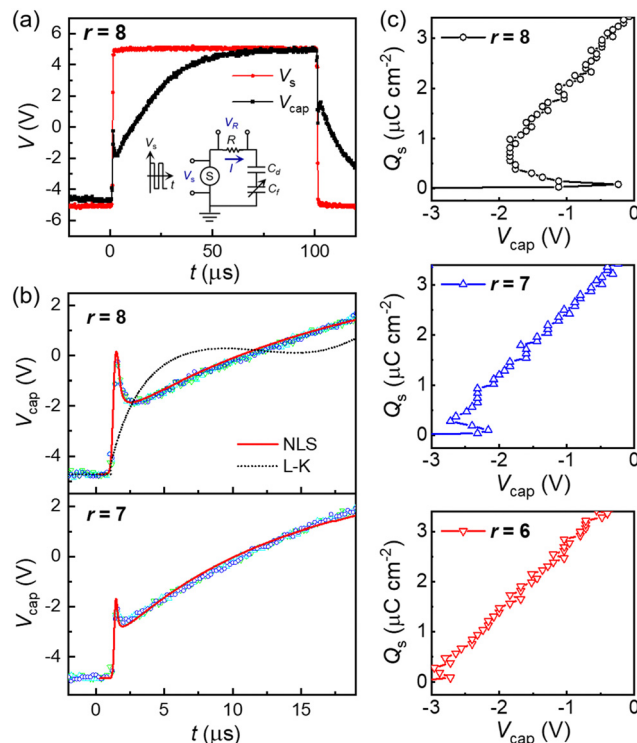 (a)
r = 8
6
4
2
0
-2
-4
-6
V (V)
Vs
Vcap
Vs
t
VR
R
I
Vs
S
Cd
Cf
0
50
100
t (μs)
(b)
r = 8
2
0
-2
-4
Vcap (V)
NLS
L-K
r = 7
2
0
-2
-4
Vcap (V)
0
5
10
15
t (μs)
(c)
r = 8
3
2
1
0
Qs (μC cm-2)
-3
-2
-1
0
Vcap (V)
r = 7
3
2
1
0
Qs (μC cm-2)
-3
-2
-1
0
Vcap (V)
r = 6
3
2
1
0
Qs (μC cm-2)
-3
-2
-1
0
Vcap (V)